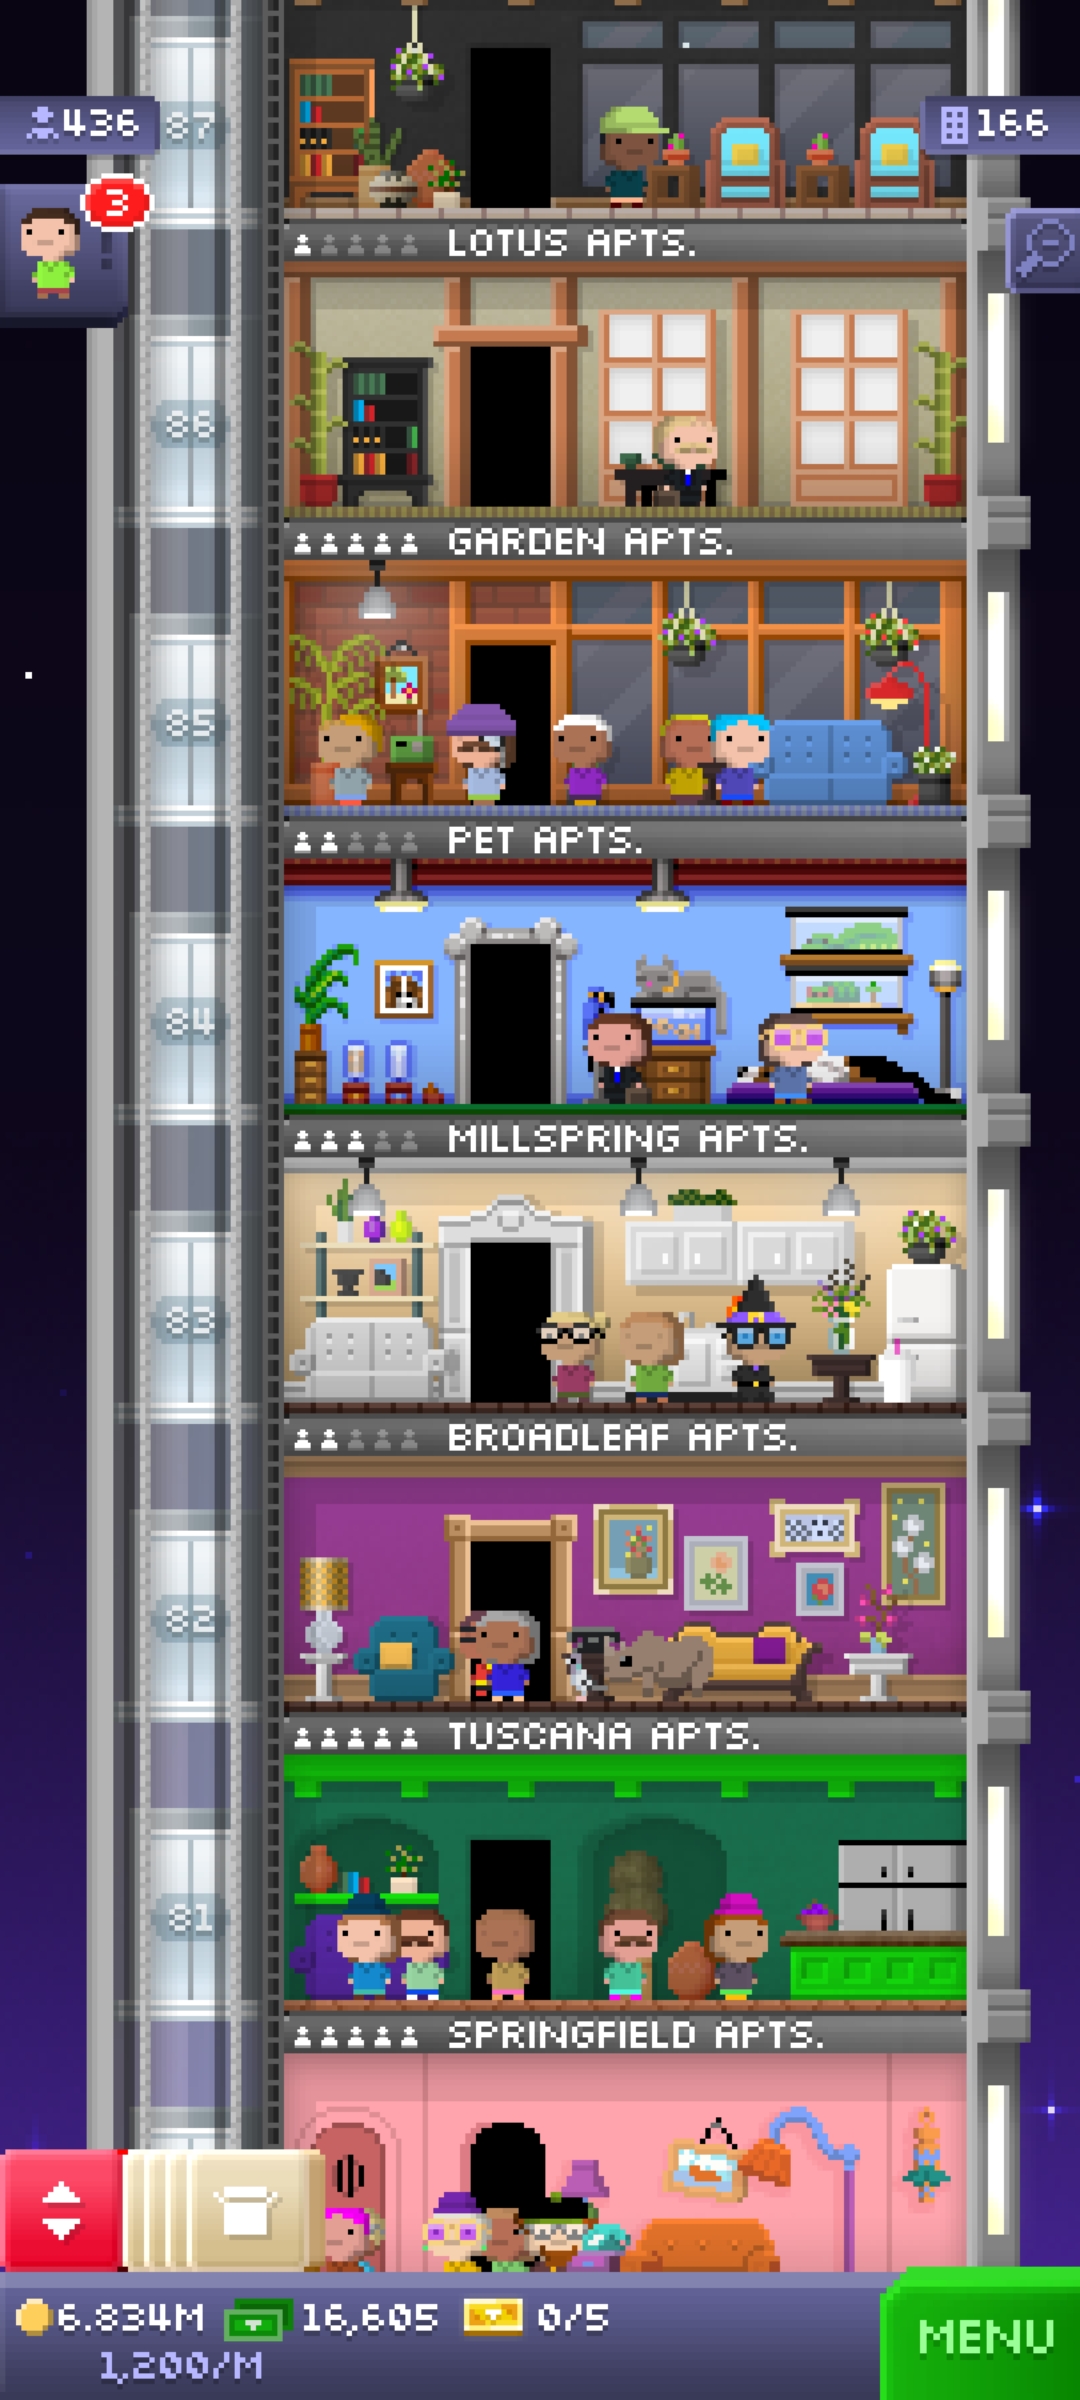 436
87
166
3
LOTUS APTS.
86
GARDEN APTS.
85
PET APTS.
84
MILLSPRING APTS.
83
BROADLEAF APTS.
82
TUSCANA APTS.
81
SPRINGFIELD APTS.
6.834M 16,605 0/5
1,200/M
MENU